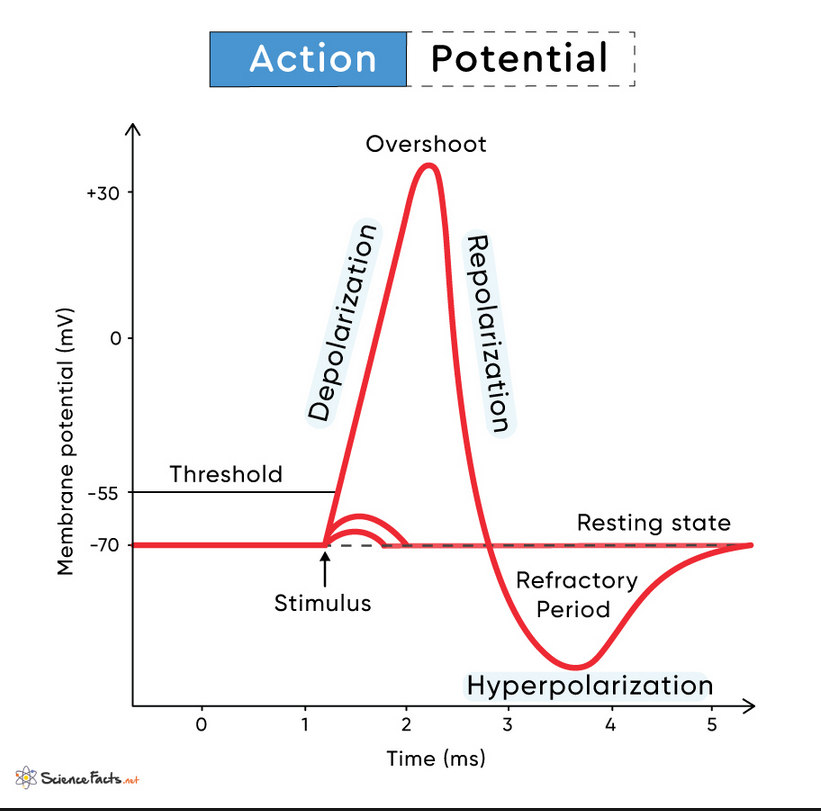 Action Potential
Overshoot
+30
Depolarization
Repolarization
0
Membrane potential (mV)
Threshold
-55
Resting state
-70
Refractory
Period
Stimulus
Hyperpolarization
0 1 2 3 4 5
Time (ms)
ScienceFacts.net